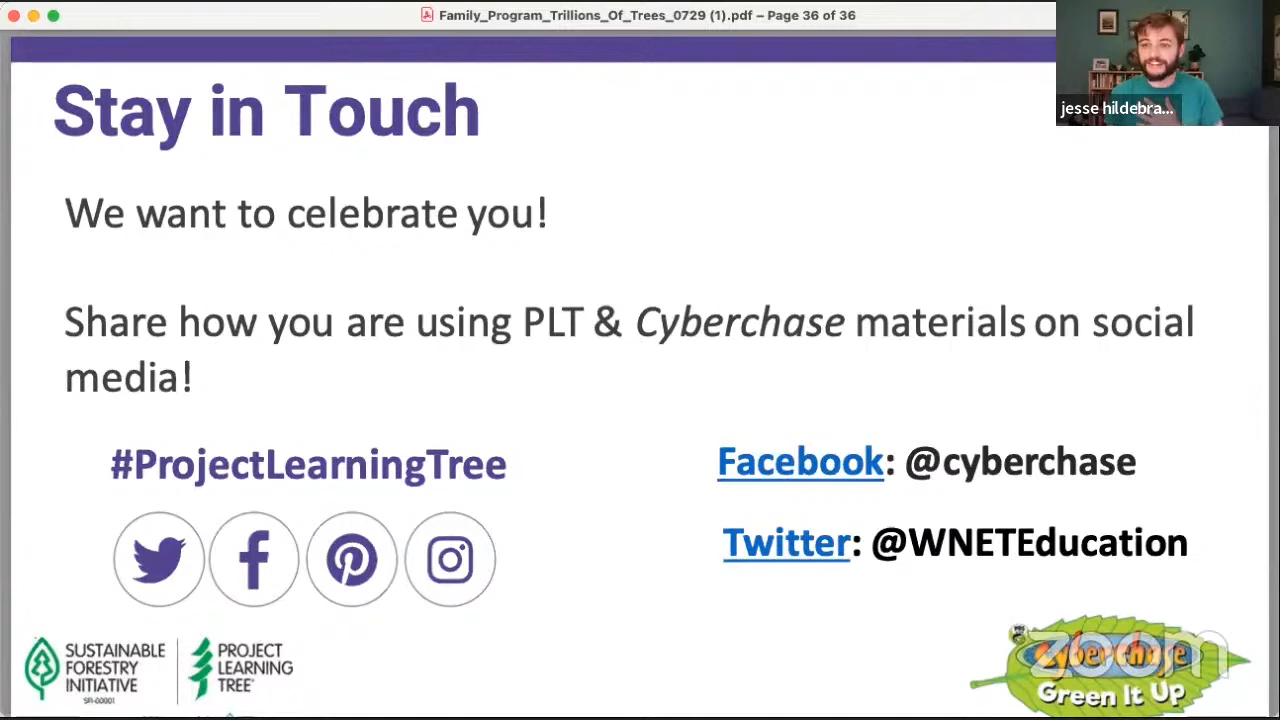 Family_Program_Trillions_Of_Trees_0729 (1).pdf – Page 36 of 36
jesse hildebra...
Stay in Touch
We want to celebrate you!
Share how you are using PLT & Cyberchase materials on social
media!
#ProjectLearningTree
Facebook: @cyberchase
Twitter: @WNETEducation
SUSTAINABLE
FORESTRY
INITIATIVE
SFI-00001
PROJECT
LEARNING
TREE
Cyberchase
Green It Up
zoom